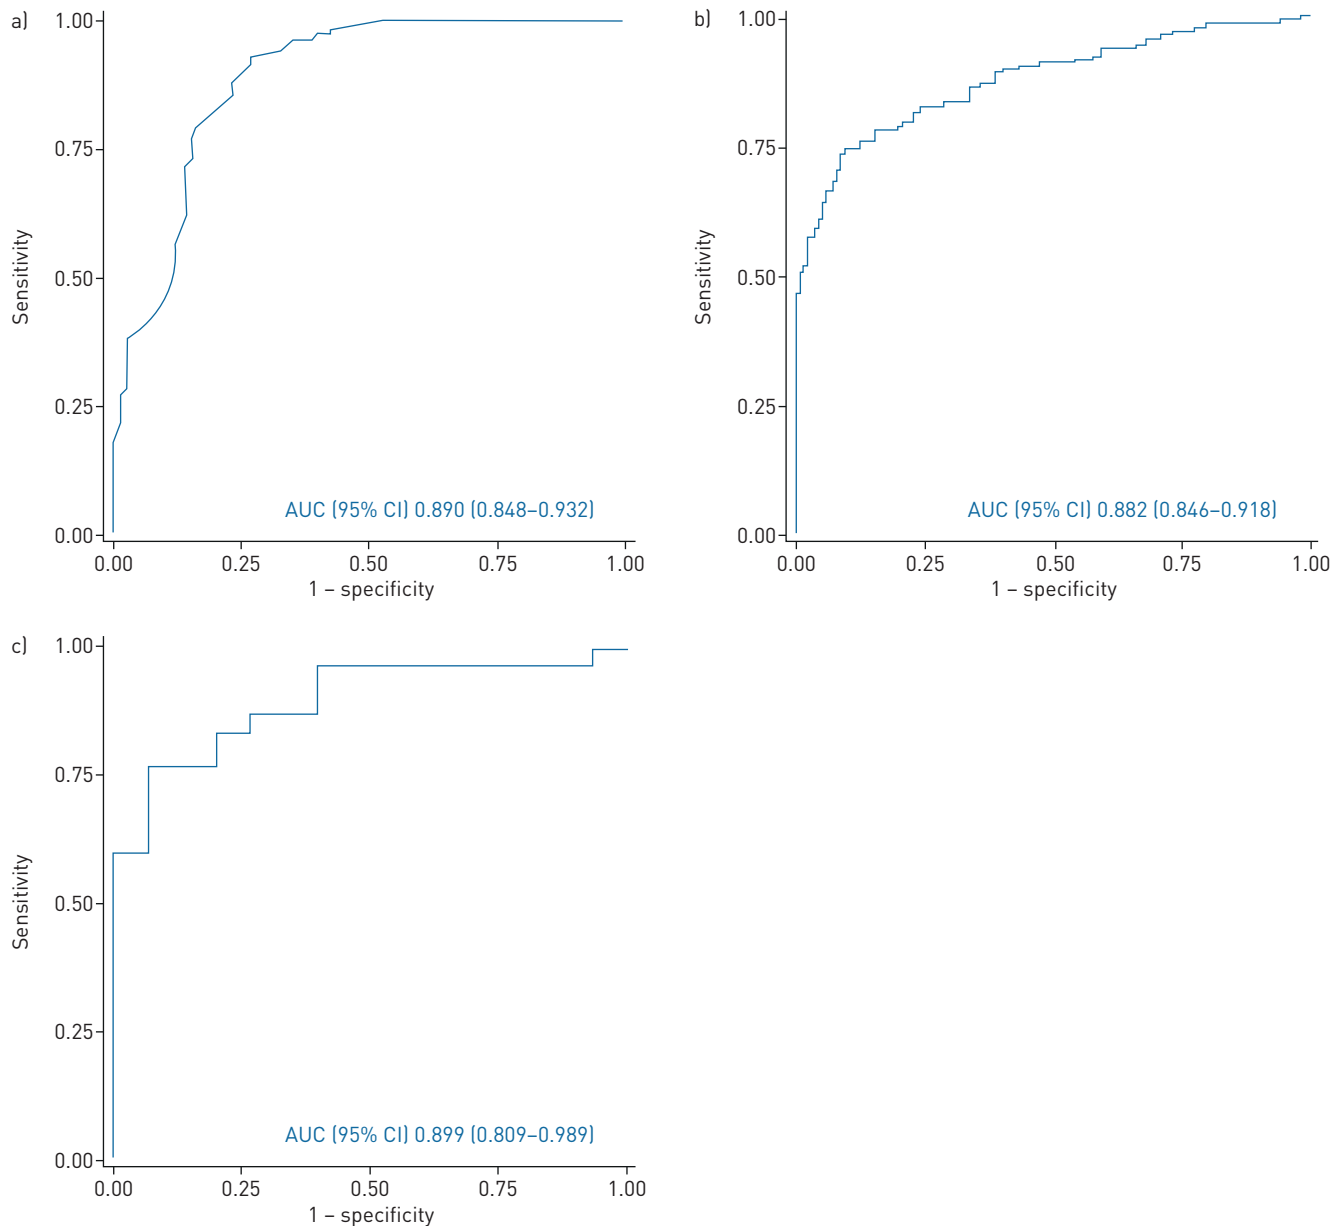 a)
1.00
0.75
0.50
0.25
0.00
Sensitivity
AUC (95% CI) 0.890 (0.848–0.932)
0.00 0.25 0.50 0.75 1.00
1 – specificity
b)
1.00
0.75
0.50
0.25
0.00
Sensitivity
AUC (95% CI) 0.882 (0.846–0.918)
0.00 0.25 0.50 0.75 1.00
1 – specificity
c)
1.00
0.75
0.50
0.25
0.00
Sensitivity
AUC (95% CI) 0.899 (0.809–0.989)
0.00 0.25 0.50 0.75 1.00
1 – specificity